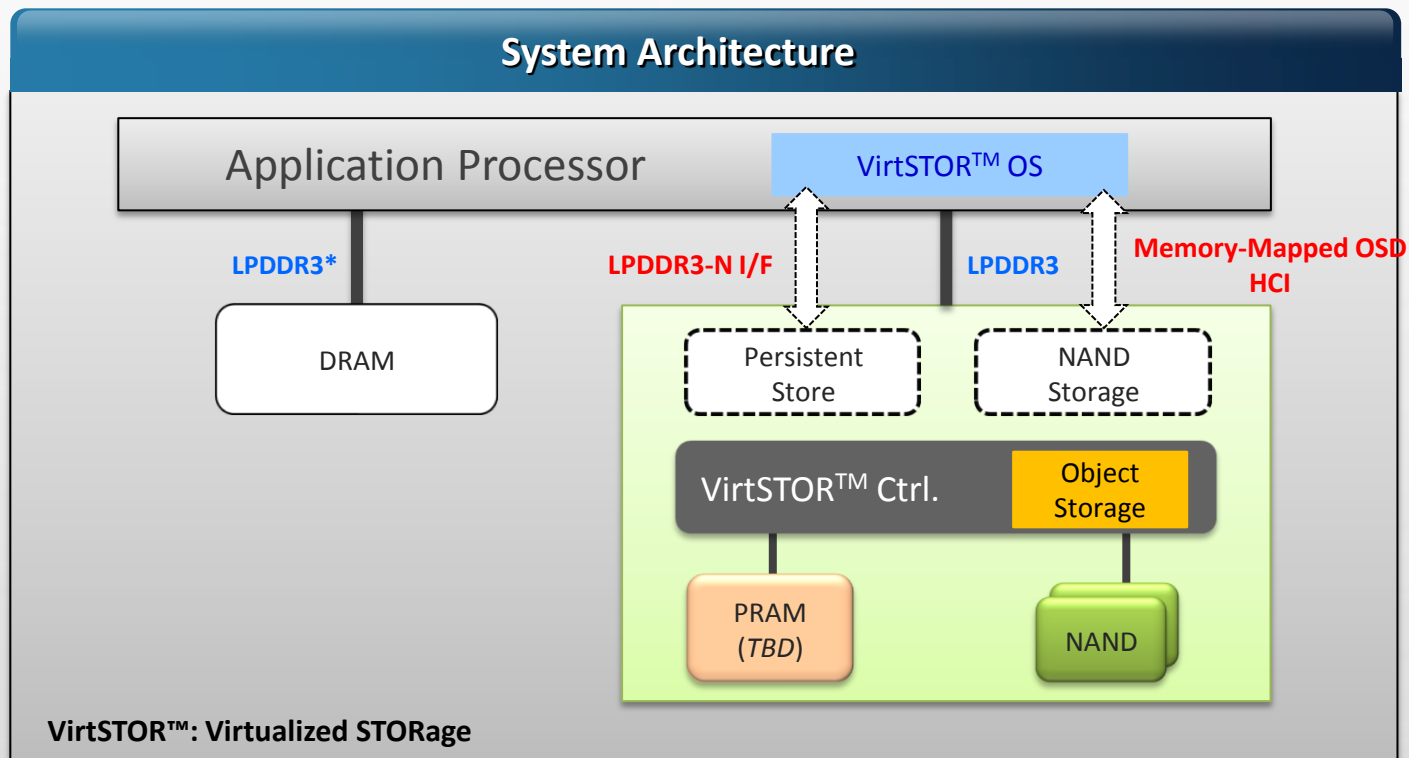 System Architecture
Application Processor
VirtSTOR™ OS
LPDDR3*
LPDDR3-N I/F
LPDDR3
Memory-Mapped OSD
HCI
DRAM
Persistent
Store
NAND
Storage
VirtSTOR™ Ctrl.
Object
Storage
PRAM
(TBD)
NAND
VirtSTOR™: Virtualized STORage